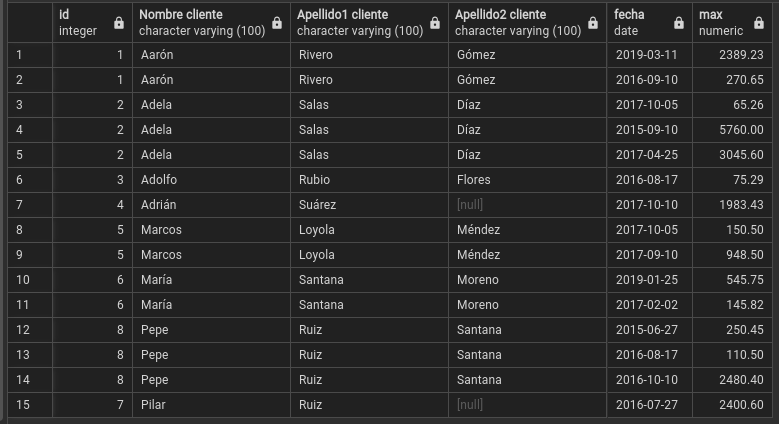 id Nombre cliente Apellido1 cliente Apellido2 cliente fecha max
integer character varying (100) character varying (100) character varying (100) date numeric
1 1 Aarón Rivero Gómez 2019-03-11 2389.23
2 1 Aarón Rivero Gómez 2016-09-10 270.65
3 2 Adela Salas Díaz 2017-10-05 65.26
4 2 Adela Salas Díaz 2015-09-10 5760.00
5 2 Adela Salas Díaz 2017-04-25 3045.60
6 3 Adolfo Rubio Flores 2016-08-17 75.29
7 4 Adrián Suárez [null] 2017-10-10 1983.43
8 5 Marcos Loyola Méndez 2017-10-05 150.50
9 5 Marcos Loyola Méndez 2017-09-10 948.50
10 6 María Santana Moreno 2019-01-25 545.75
11 6 María Santana Moreno 2017-02-02 145.82
12 8 Pepe Ruiz Santana 2015-06-27 250.45
13 8 Pepe Ruiz Santana 2016-08-17 110.50
14 8 Pepe Ruiz Santana 2016-10-10 2480.40
15 7 Pilar Ruiz [null] 2016-07-27 2400.60